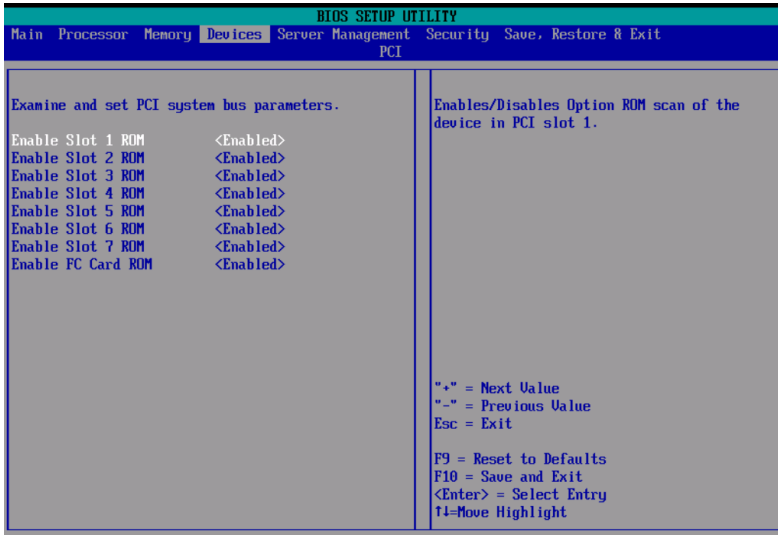 BIOS SETUP UTILITY
Main Processor Memory Devices Server Management Security Save, Restore & Exit
PCI
Examine and set PCI system bus parameters.
Enable Slot 1 ROM <Enabled>
Enable Slot 2 ROM <Enabled>
Enable Slot 3 ROM <Enabled>
Enable Slot 4 ROM <Enabled>
Enable Slot 5 ROM <Enabled>
Enable Slot 6 ROM <Enabled>
Enable Slot 7 ROM <Enabled>
Enable FC Card ROM <Enabled>
Enables/Disables Option ROM scan of the
device in PCI slot 1.
"+" = Next Value
"-" = Previous Value
Esc = Exit
F9 = Reset to Defaults
F10 = Save and Exit
<Enter> = Select Entry
↑↓=Move Highlight